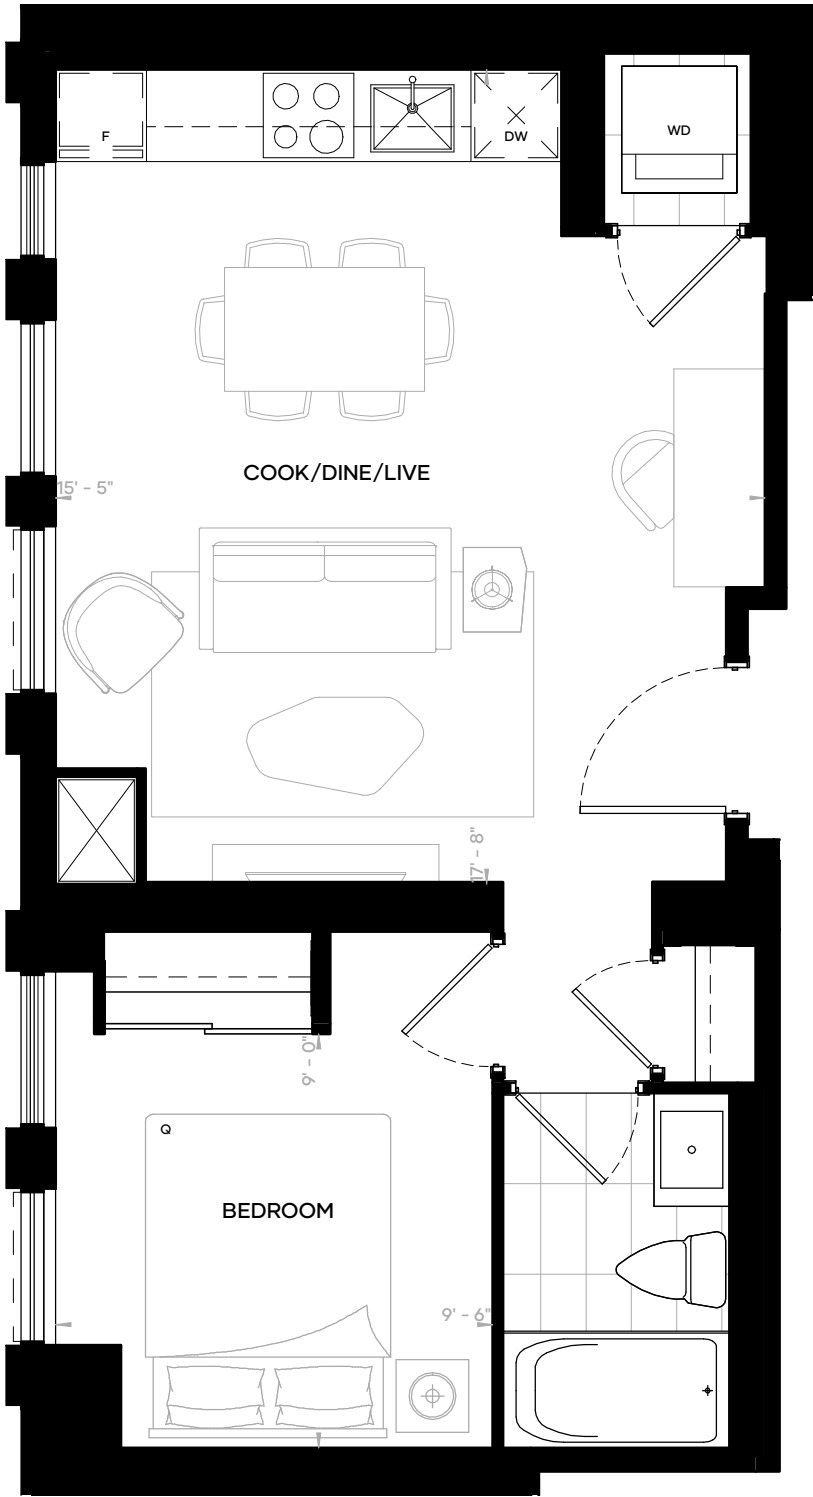 F
DW
WD
COOK/DINE/LIVE
15' - 5"
17' - 8"
9' - 0"
Q
BEDROOM
9' - 6"